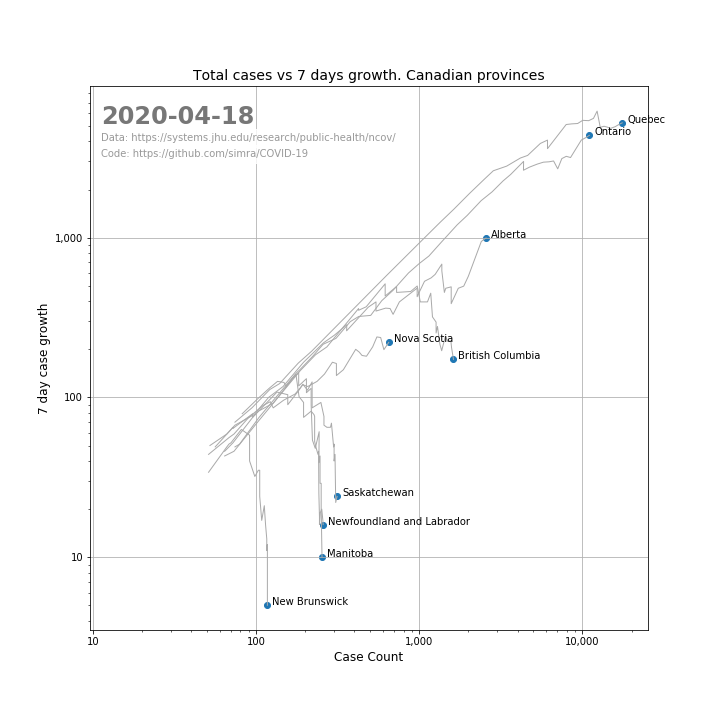 Total cases vs 7 days growth. Canadian provinces
2020-04-18
Data: https://systems.jhu.edu/research/public-health/ncov/
Code: https://github.com/simra/COVID-19
Quebec
Ontario
1,000
Alberta
7 day case growth
Nova Scotia
British Columbia
100
Saskatchewan
Newfoundland and Labrador
10
Manitoba
New Brunswick
10
100
1,000
10,000
Case Count